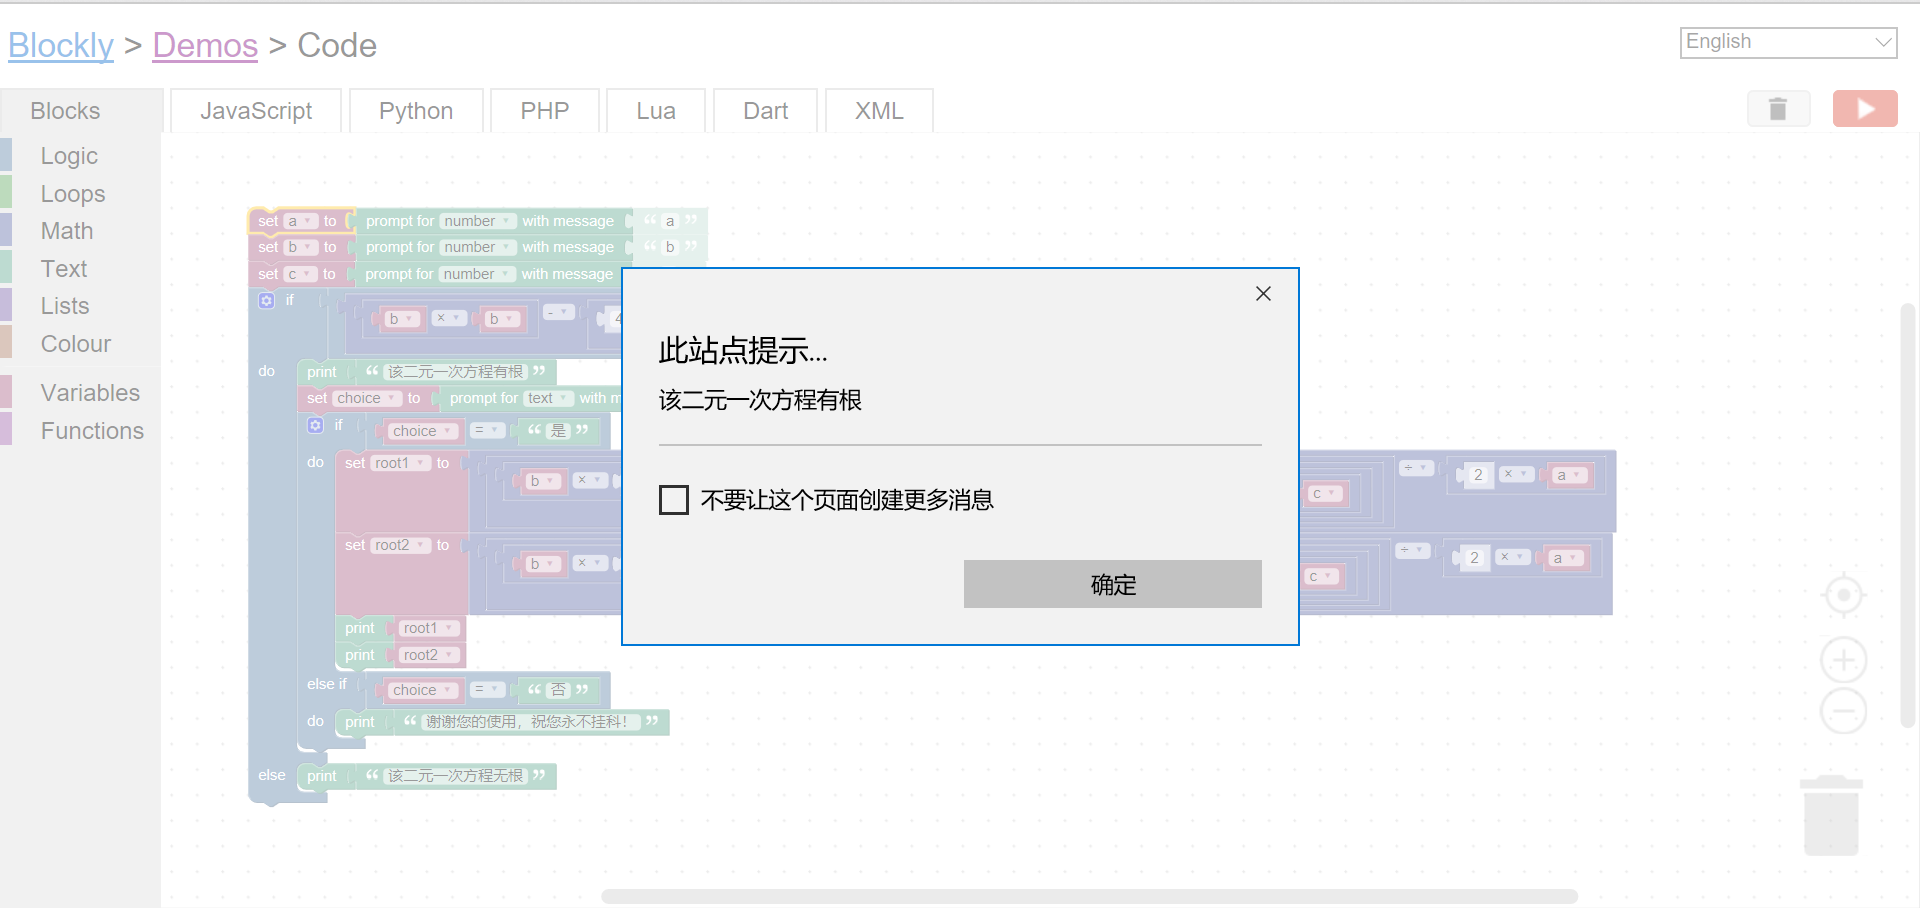 Blockly > Demos > Code
English
Blocks
JavaScript
Python
PHP
Lua
Dart
XML
Logic
Loops
Math
Text
Lists
Colour
Variables
Functions
set a to prompt for number with message “ a ”
set b to prompt for number with message “ b ”
set c to prompt for number with message
if b × b - 4
do print “ 该二元一次方程有根 ”
set choice to prompt for text with m
if choice = “ 是 ”
do set root1 to b × c ÷ 2 × a
set root2 to b × c ÷ 2 × a
print root1
print root2
else if choice = “ 否 ”
do print “ 谢谢您的使用，祝您永不挂科！ ”
else print “ 该二元一次方程无根 ”
此站点提示...
该二元一次方程有根
不要让这个页面创建更多消息
确定